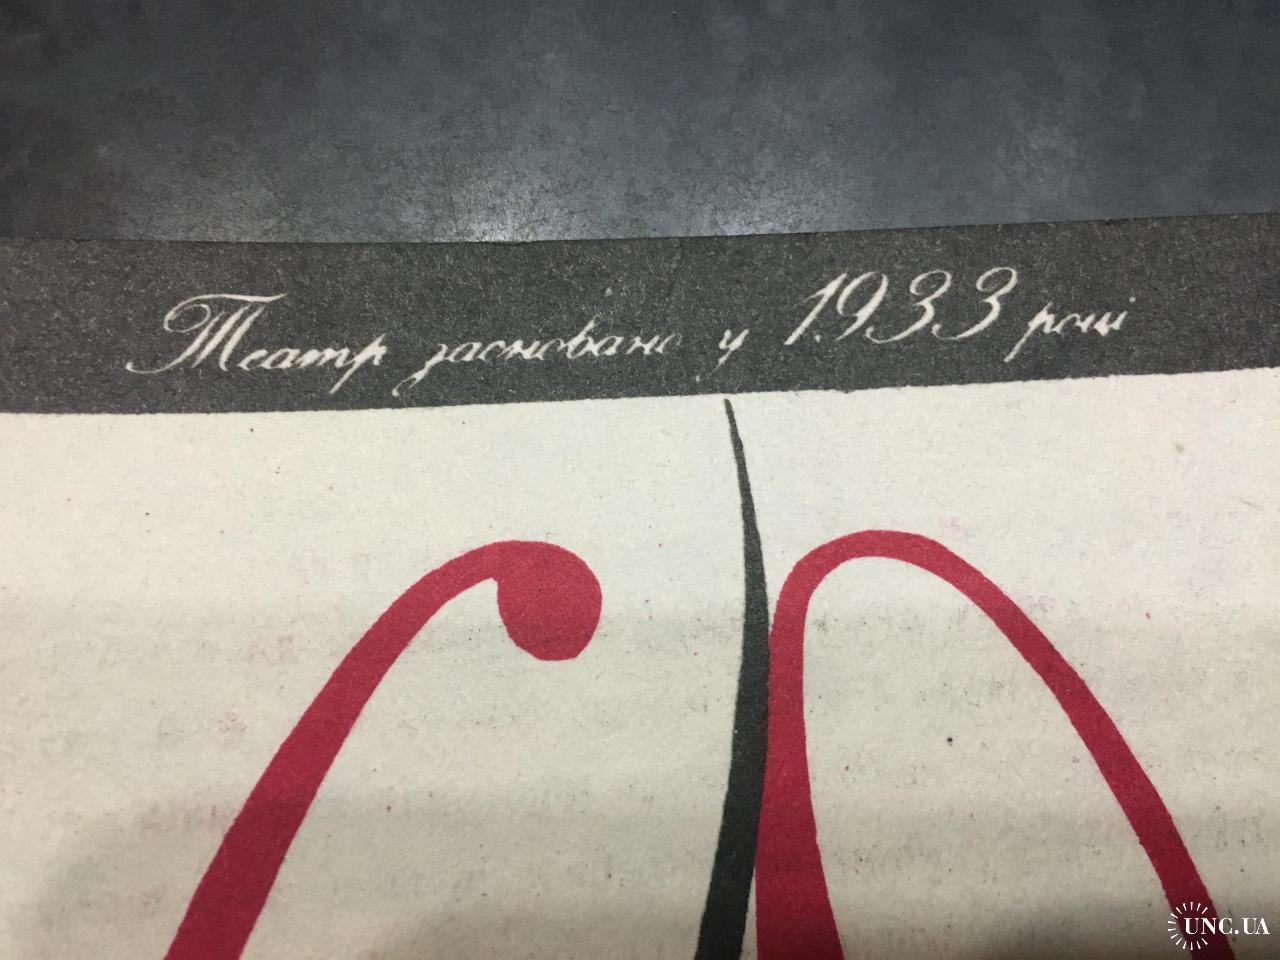 Театр засновано у 1933 році
UNC.UA